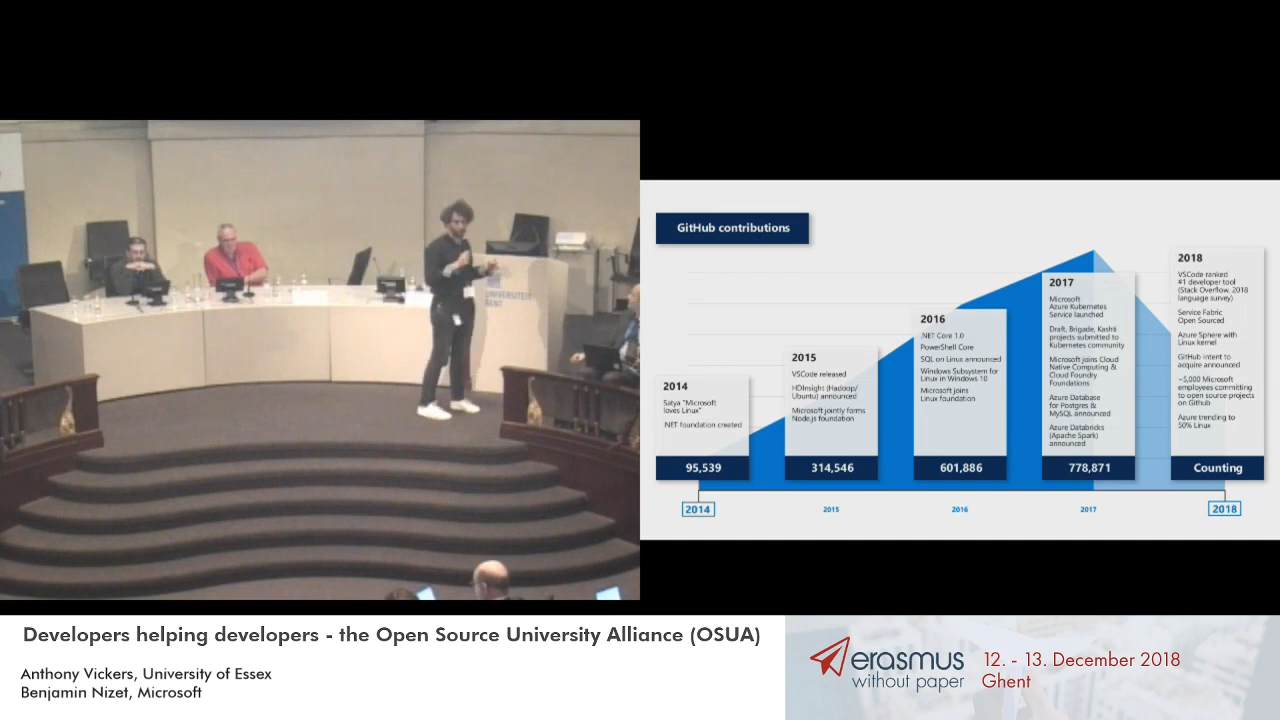 UNIVERSITEIT
GENT
GitHub contributions
2014
Satya "Microsoft
loves Linux"
.NET foundation created
95,539
2015
VSCode released
HDInsight (Hadoop/
Ubuntu) announced
Microsoft jointly forms
Node.js foundation
314,546
2016
.NET Core 1.0
PowerShell Core
SQL on Linux announced
Windows Subsystem for
Linux in Windows 10
Microsoft joins
Linux foundation
601,886
2017
Microsoft
Azure Kubernetes
Service launched
Draft, Brigade, Kashti
projects submitted to
Kubernetes community
Microsoft joins Cloud
Native Computing &
Cloud Foundry
Foundations
Azure Database
for Postgres &
MySQL announced
Azure Databricks
(Apache Spark)
announced
778,871
2018
VSCode ranked
#1 developer tool
(Stack Overflow, 2018
language survey)
Service Fabric
Open Sourced
Azure Sphere with
Linux kernel
GitHub intent to
acquire announced
~5,000 Microsoft
employees committing
to open source projects
on Github
Azure trending to
50% Linux
Counting
2014
2015
2016
2017
2018
Developers helping developers - the Open Source University Alliance (OSUA)
Anthony Vickers, University of Essex
Benjamin Nizet, Microsoft
erasmus
without paper
12. - 13. December 2018
Ghent